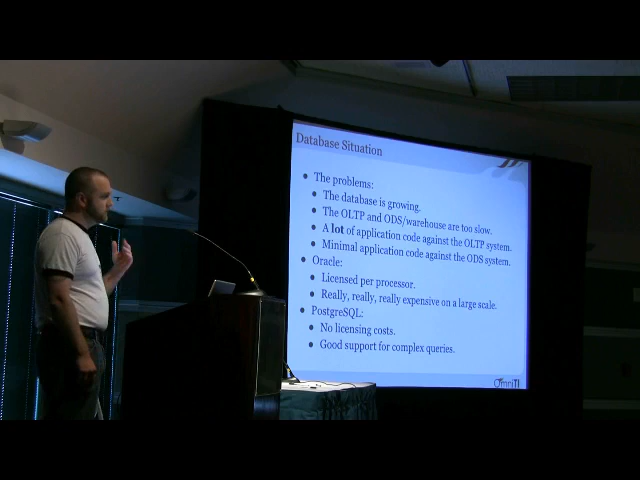 Database Situation
• The problems:
• The database is growing.
• The OLTP and ODS/warehouse are too slow.
• A lot of application code against the OLTP system.
• Minimal application code against the ODS system.
• Oracle:
• Licensed per processor.
• Really, really, really expensive on a large scale.
• PostgreSQL:
• No licensing costs.
• Good support for complex queries.
OmniTI